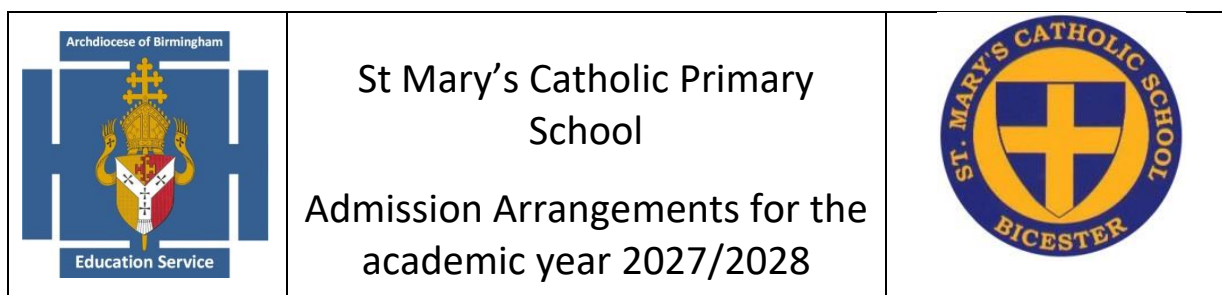 Archdiocese of Birmingham
Education Service
St Mary’s Catholic Primary
School
Admission Arrangements for the
academic year 2027/2028
ST. MARY'S CATHOLIC SCHOOL
BICESTER